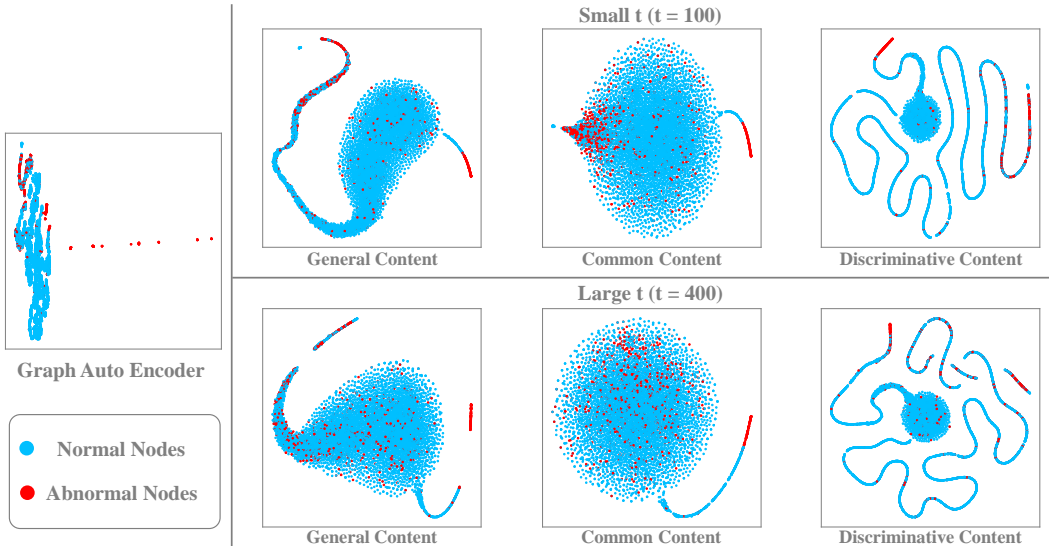 Small t (t = 100)
General Content
Common Content
Discriminative Content
Large t (t = 400)
General Content
Common Content
Discriminative Content
Graph Auto Encoder
Normal Nodes
Abnormal Nodes